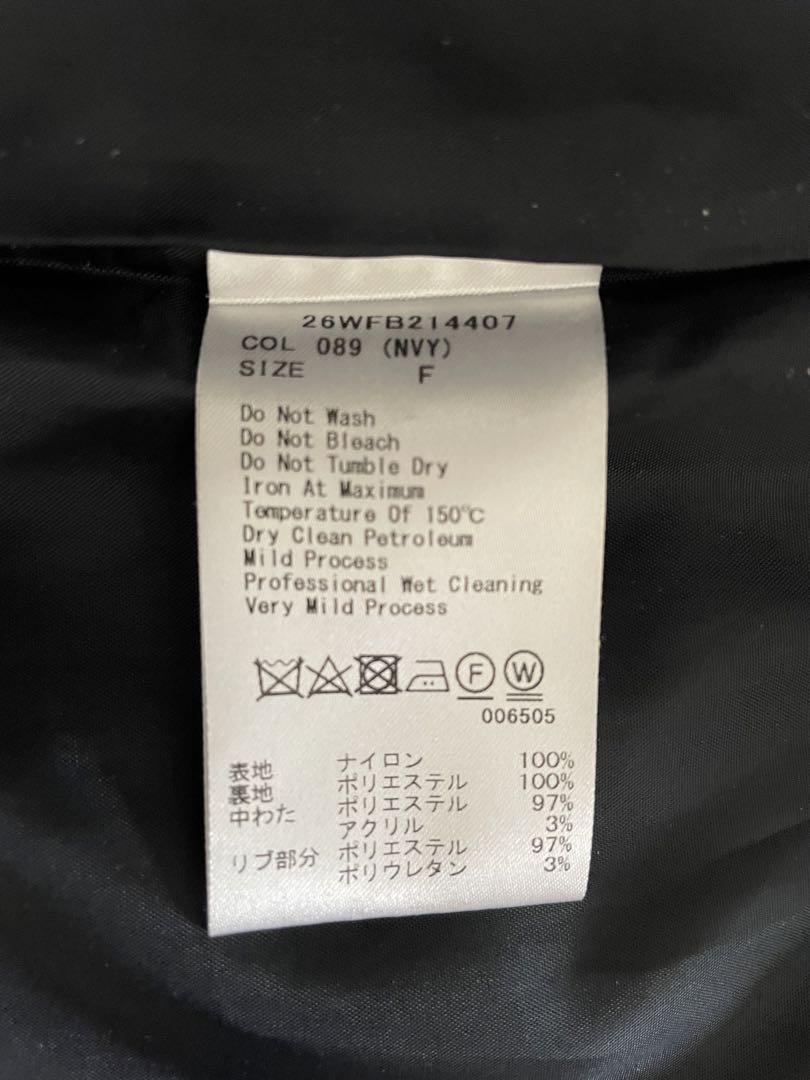 26WFB214407
COL 089 (NVY)
SIZE F
Do Not Wash
Do Not Bleach
Do Not Tumble Dry
Iron At Maximum
Temperature Of 150℃
Dry Clean Petroleum
Mild Process
Professional Wet Cleaning
Very Mild Process
F W
006505
表地 ナイロン 100%
裏地 ポリエステル 100%
中わた ポリエステル 97%
アクリル 3%
リブ部分 ポリエステル 97%
ポリウレタン 3%